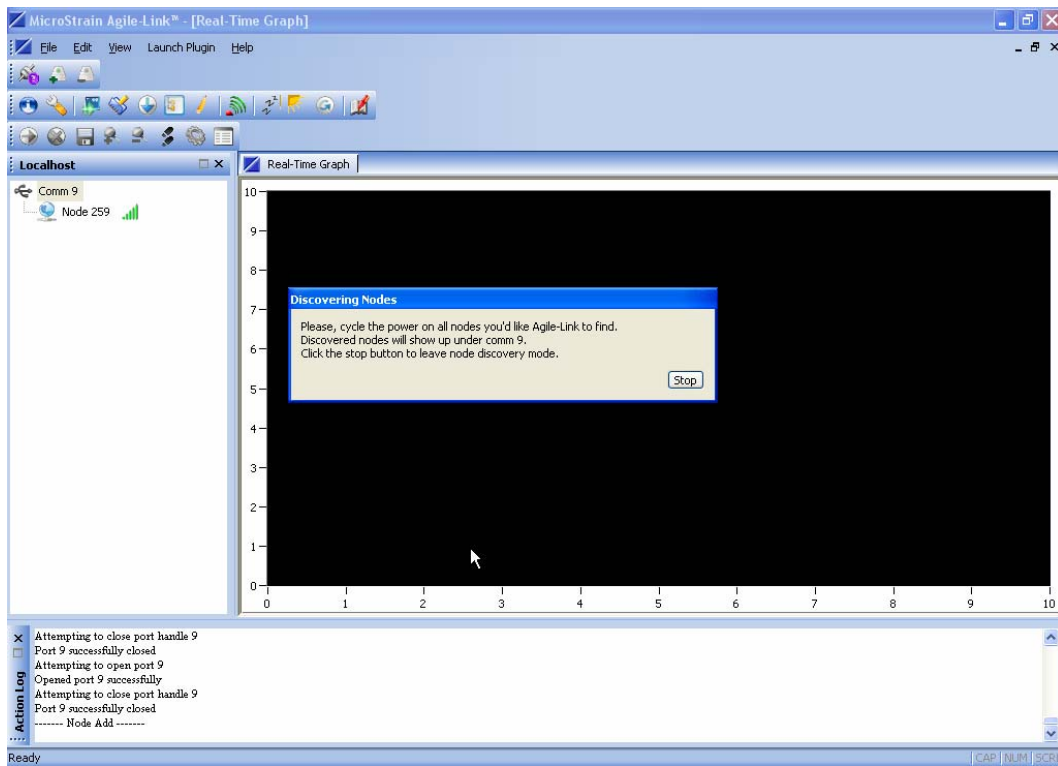 MicroStrain Agile-Link™ - [Real-Time Graph]
File Edit View Launch Plugin Help
Localhost
Real-Time Graph
Comm 9
Node 259
10
9
8
7
6
5
4
3
2
1
0
0 1 2 3 4 5 6 7 8 9 10
Discovering Nodes
Please, cycle the power on all nodes you'd like Agile-Link to find.
Discovered nodes will show up under comm 9.
Click the stop button to leave node discovery mode.
Stop
Action Log
Attempting to close port handle 9
Port 9 successfully closed
Attempting to open port 9
Opened port 9 successfully
Attempting to close port handle 9
Port 9 successfully closed
------- Node Add -------
Ready
CAP NUM SCR